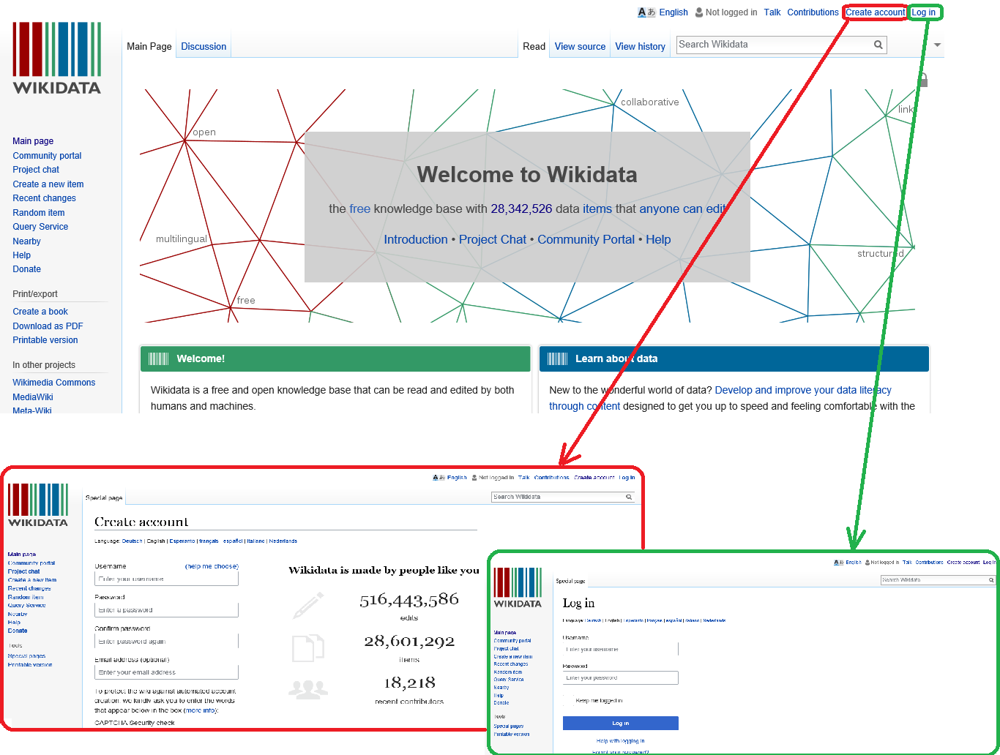 English Not logged in Talk Contributions Create account Log in
WIKIDATA
Main Page Discussion Read View source View history Search Wikidata
collaborative
link
open
Welcome to Wikidata
the free knowledge base with 28,342,526 data items that anyone can edit
multilingual
Introduction • Project Chat • Community Portal • Help
structured
free
Main page
Community portal
Project chat
Create a new item
Recent changes
Random item
Query Service
Nearby
Help
Donate
Print/export
Create a book
Download as PDF
Printable version
In other projects
Wikimedia Commons
MediaWiki
Meta-Wiki
Welcome!
Wikidata is a free and open knowledge base that can be read and edited by both
humans and machines.
Learn about data
New to the wonderful world of data? Develop and improve your data literacy
through content designed to get you up to speed and feeling comfortable with the
English Not logged in Talk Contributions Create account Log in
WIKIDATA
Special page Search Wikidata
Main page
Community portal
Project chat
Create a new item
Recent changes
Random item
Query Service
Nearby
Help
Donate
Tools
Special pages
Printable version
Create account
Language: Deutsch | English | Esperanto | français | español | italiano | Nederlands
Username (help me choose)
Enter your username
Password
Enter a password
Confirm password
Enter password again
Email address (optional)
Enter your email address
To protect the wiki against automated account
creation, we kindly ask you to enter the words
that appear below in the box (more info):
CAPTCHA Security check
Wikidata is made by people like you
516,443,586
edits
28,601,292
items
18,218
recent contributors
English Not logged in Talk Contributions Create account Log in
WIKIDATA
Special page Search Wikidata
Main page
Community portal
Project chat
Create a new item
Recent changes
Random item
Query Service
Nearby
Help
Donate
Tools
Special pages
Printable version
Log in
Language: Deutsch | English | Esperanto | français | español | italiano | Nederlands
Username
Enter your username
Password
Enter your password
Keep me logged in
Log in
Help with logging in
Forgot your password?